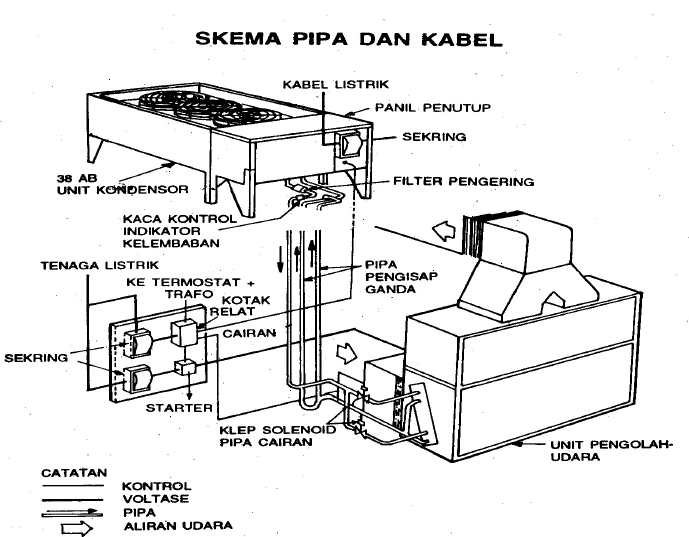 SKEMA PIPA DAN KABEL
KABEL LISTRIK
PANIL PENUTUP
SEKRING
38 AB
UNIT KONDENSOR
FILTER PENGERING
KACA KONTROL
INDIKATOR
KELEMBABAN
TENAGA LISTRIK
KE TERMOSTAT +
TRAFO
KOTAK
RELAT
PIPA
PENGISAP
GANDA
CAIRAN
SEKRING
STARTER
KLEP SOLENOID
PIPA CAIRAN
UNIT PENGOLAH-
UDARA
CATATAN
KONTROL
VOLTASE
PIPA
ALIRAN UDARA